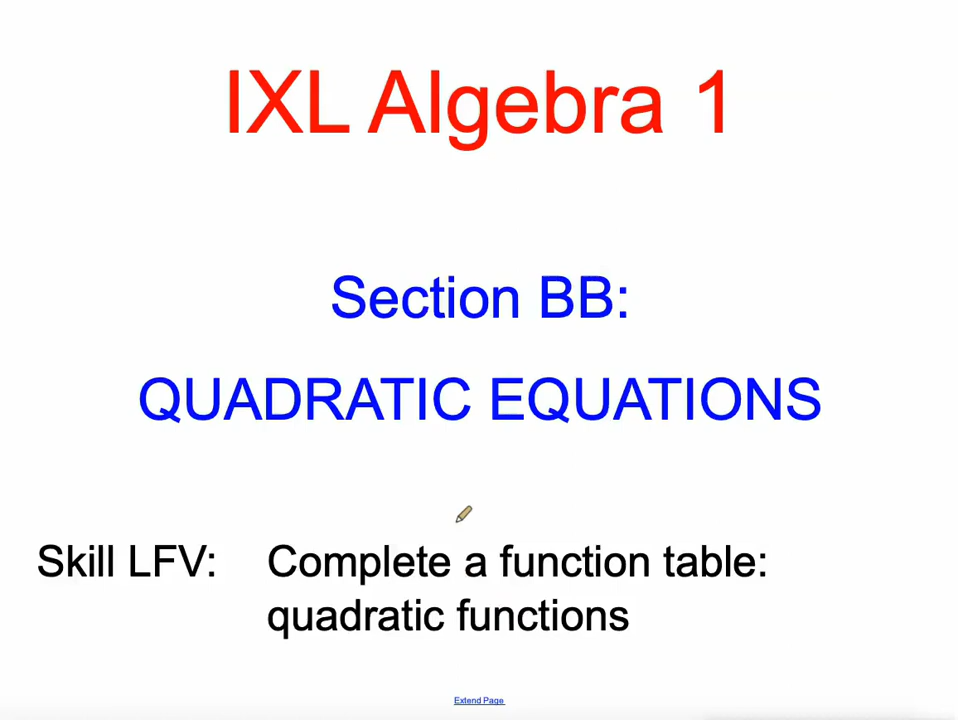 IXL Algebra 1
Section BB:
QUADRATIC EQUATIONS
Skill LFV: Complete a function table:
quadratic functions
Extend Page